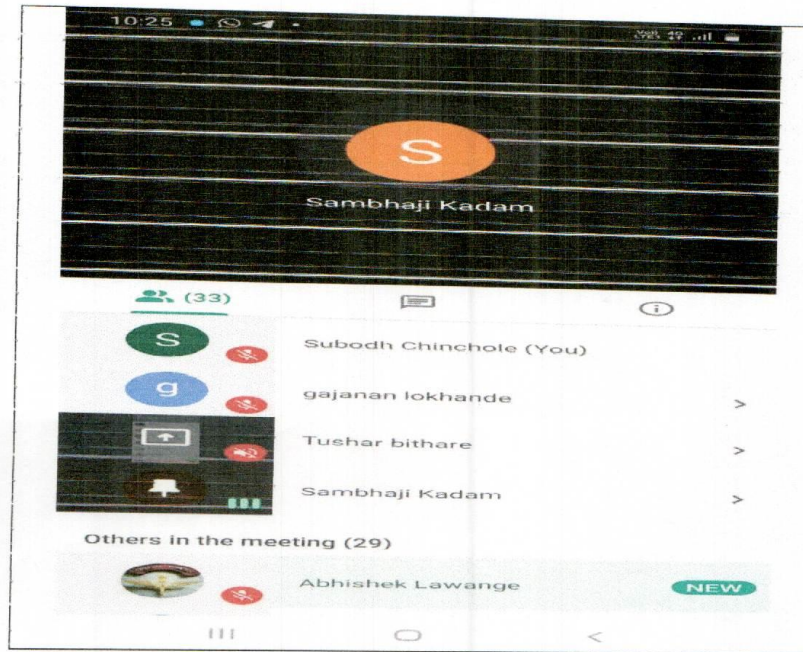 10:25
S
Sambhaji Kadam
(33)
S
Subodh Chinchole (You)
g
gajanan lokhande
Tushar bithare
Sambhaji Kadam
Others in the meeting (29)
Abhishek Lawange
NEW